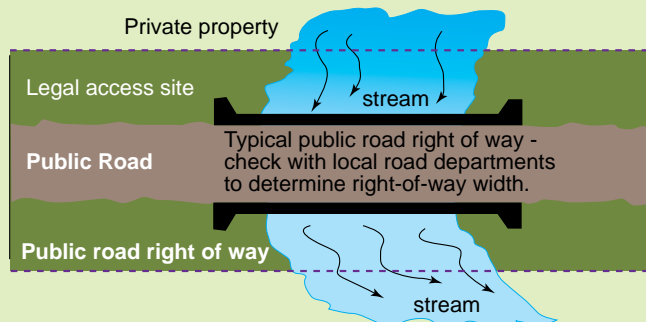 Private property
Legal access site
stream
Typical public road right of way -
Public Road
check with local road departments
to determine right-of-way width.
Public road right of way
stream